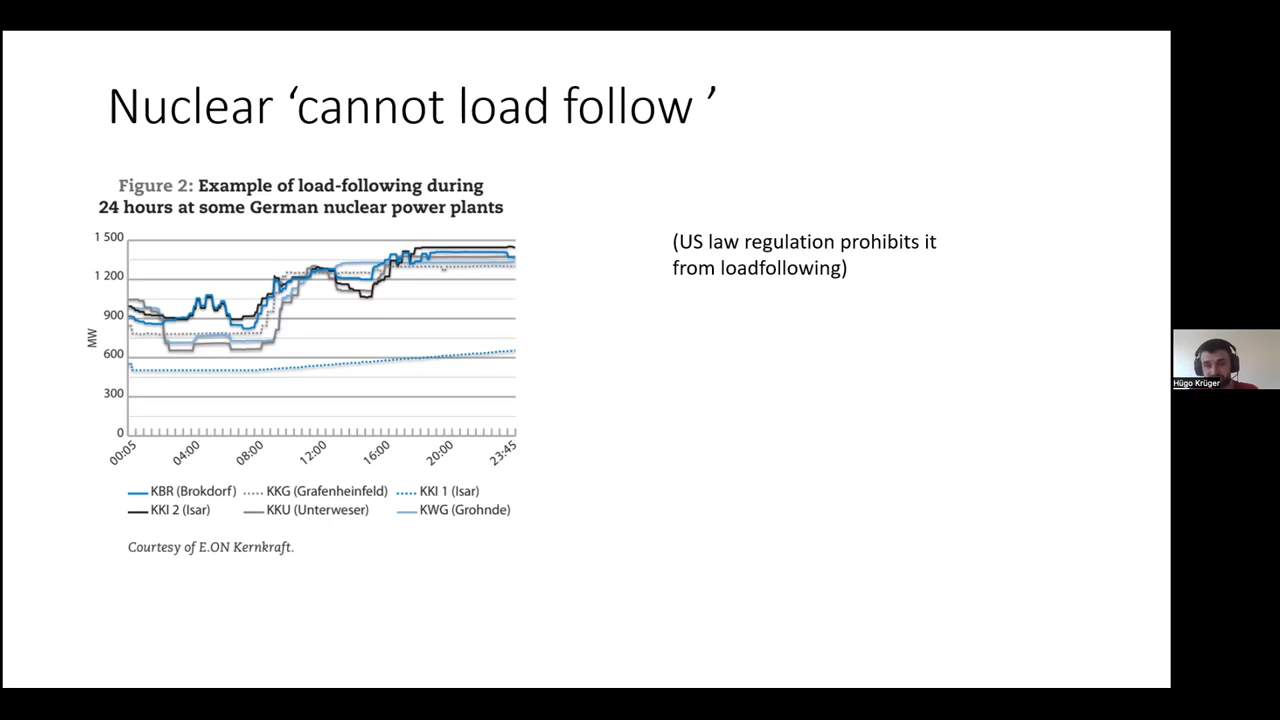 Nuclear ‘cannot load follow ’
Figure 2: Example of load-following during
24 hours at some German nuclear power plants
(US law regulation prohibits it
from loadfollowing)
1 500
1 200
900
600
300
0
MW
00:05
04:00
08:00
12:00
16:00
20:00
23:45
KBR (Brokdorf)
KKG (Grafenheinfeld)
KKI 1 (Isar)
KKI 2 (Isar)
KKU (Unterweser)
KWG (Grohnde)
Courtesy of E.ON Kernkraft.
Hügo Krüger